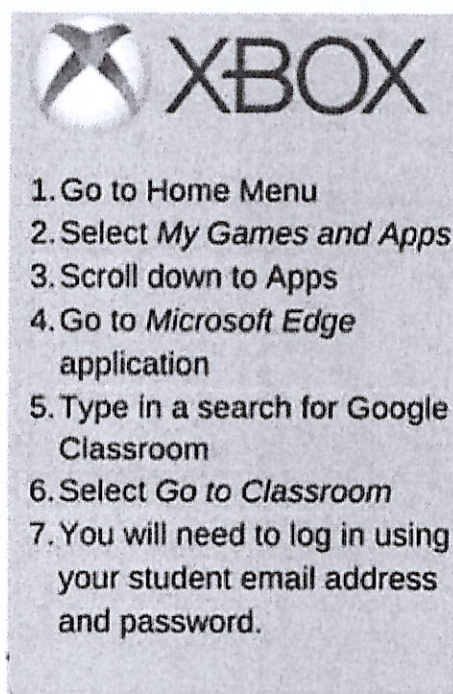 XBOX
1. Go to Home Menu
2. Select My Games and Apps
3. Scroll down to Apps
4. Go to Microsoft Edge
application
5. Type in a search for Google
Classroom
6. Select Go to Classroom
7. You will need to log in using
your student email address
and password.